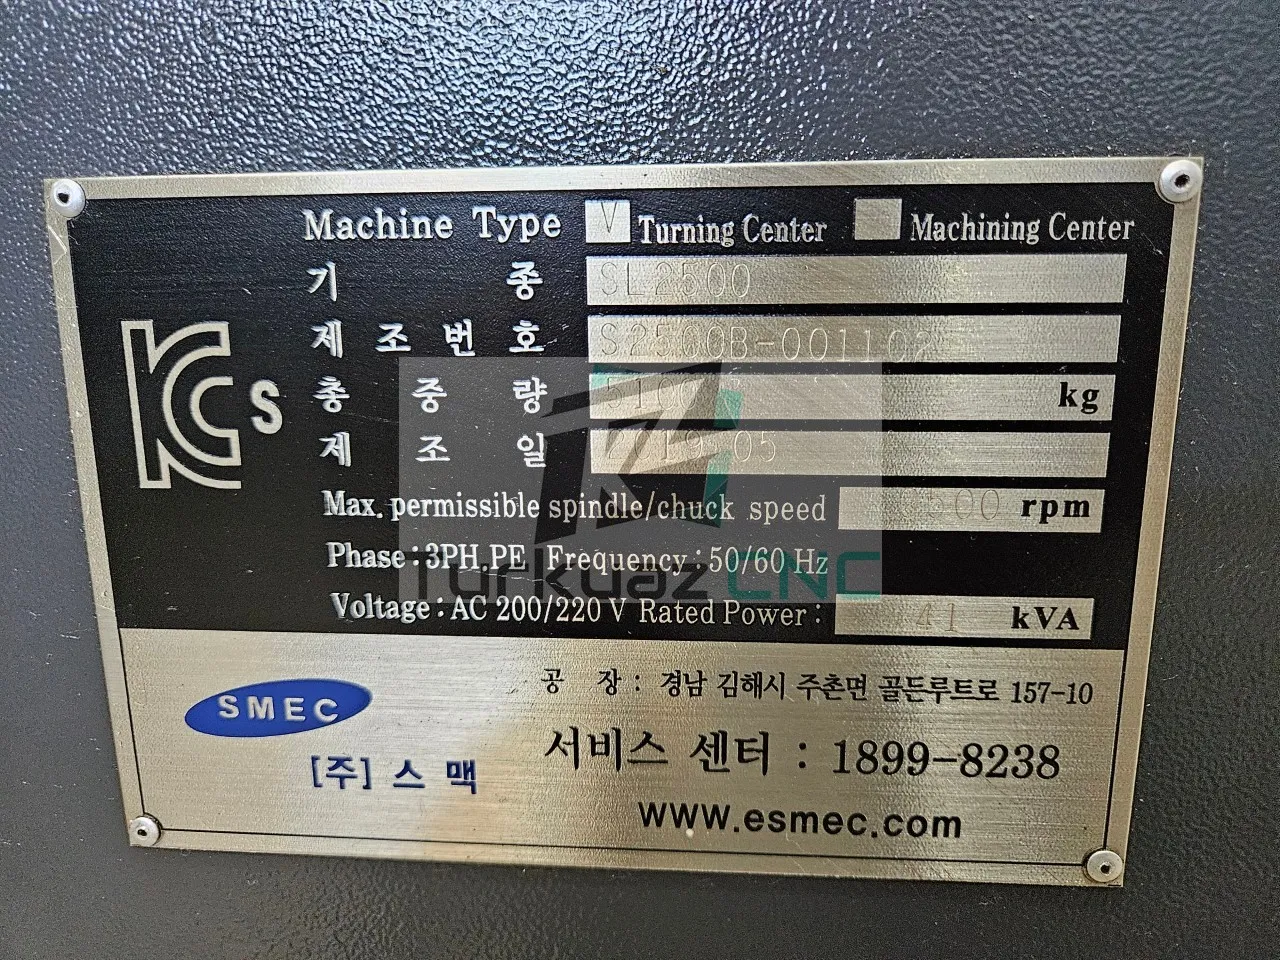 Machine Type V Turning Center Machining Center
기 종 SL2500
제 조 번 호
총 중 량 kg
제 조 일
KCs
Max. permissible spindle/chuck speed rpm
Phase : 3PH,PE Frequency : 50/60 Hz
Voltage : AC 200/220 V Rated Power : 41 kVA
Turkuaz CNC
공 장 : 경남 김해시 주촌면 골든루트로 157-10
SMEC
서비스 센터 : 1899-8238
[주] 스 맥
www.esmec.com